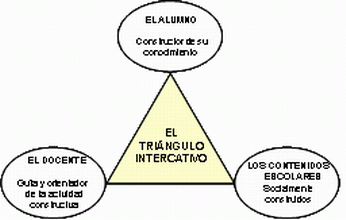 EL ALUMNO
Constructor de su
conocimiento
EL
TRIÁNGULO
INTERCATIVO
EL DOCENTE
Guía y orientador
de la actividad
constructiva
LOS CONTENIDOS
ESCOLARES
Socialmente
construidos